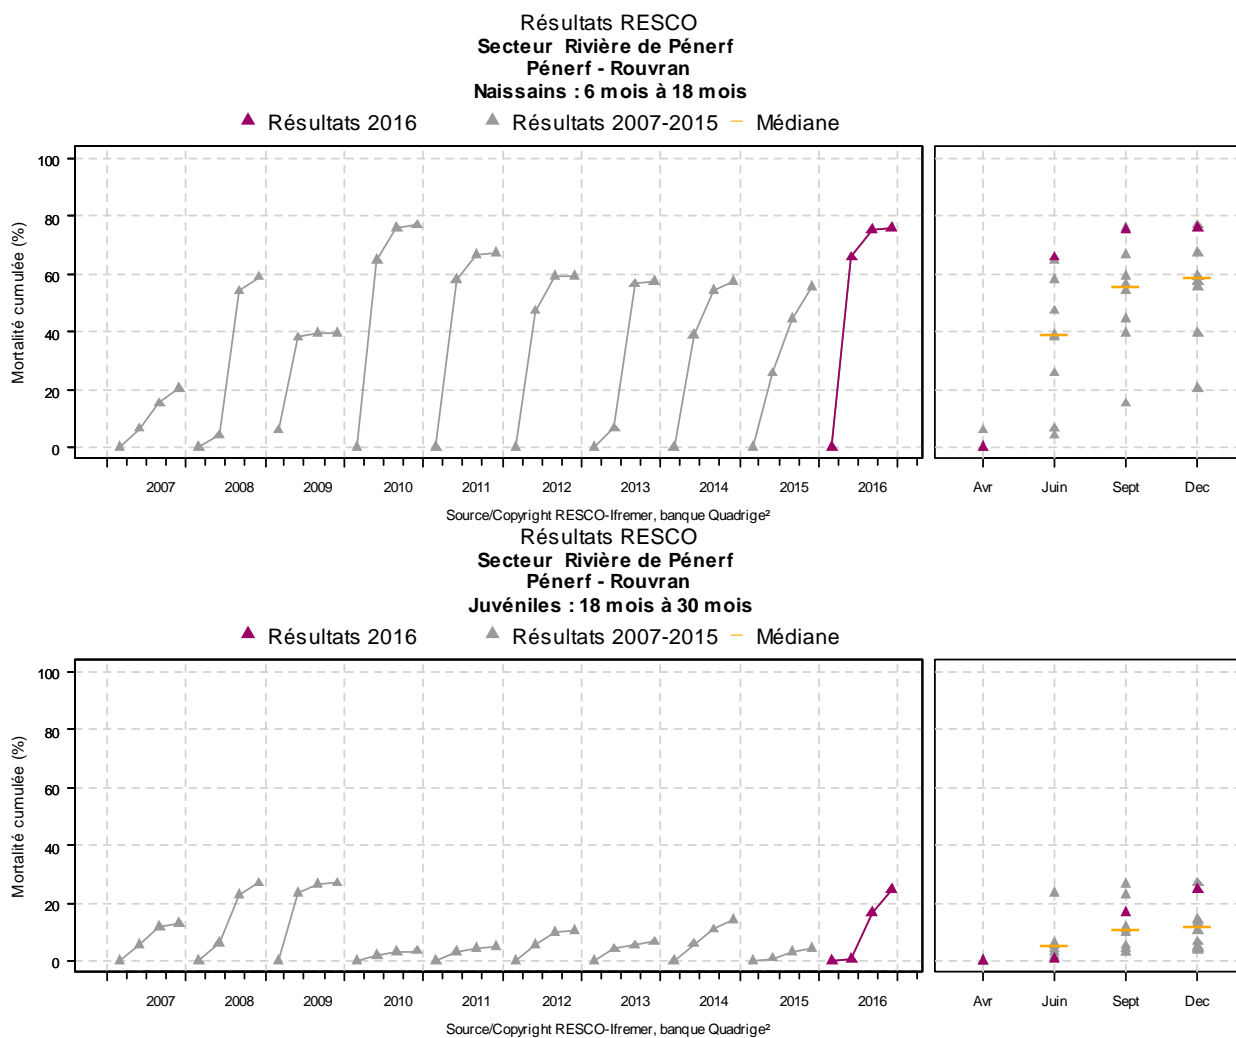 Résultats RESCO
Secteur Rivière de Pénerf
Pénerf - Rouvran
Naissains : 6 mois à 18 mois
Résultats 2016 Résultats 2007-2015 Médiane
Mortalité cumulée (%)
100
80
60
40
20
0
2007 2008 2009 2010 2011 2012 2013 2014 2015 2016
Avr Juin Sept Dec
Source/Copyright RESCO-Ifremer, banque Quadrige²
Résultats RESCO
Secteur Rivière de Pénerf
Pénerf - Rouvran
Juvéniles : 18 mois à 30 mois
Résultats 2016 Résultats 2007-2015 Médiane
Mortalité cumulée (%)
100
80
60
40
20
0
2007 2008 2009 2010 2011 2012 2013 2014 2015 2016
Avr Juin Sept Dec
Source/Copyright RESCO-Ifremer, banque Quadrige²